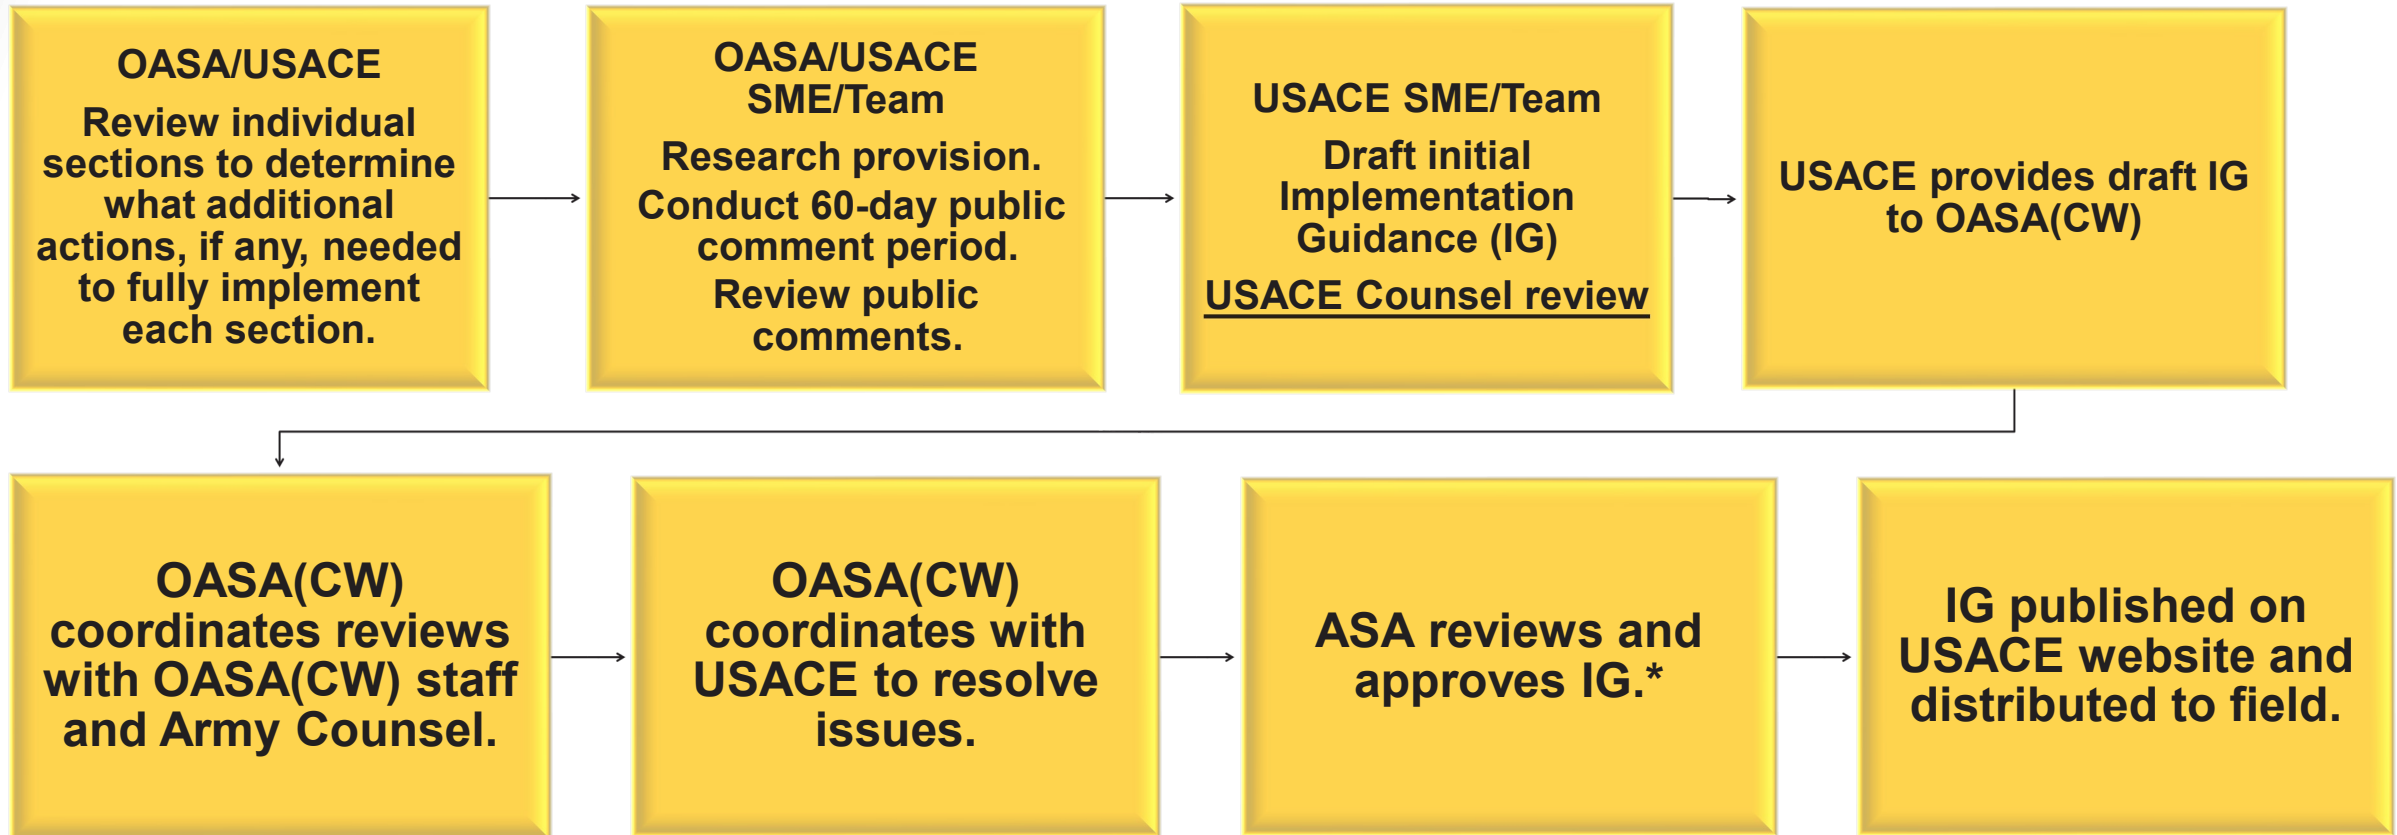 OASA/USACE
Review individual
sections to determine
what additional
actions, if any, needed
to fully implement
each section.
OASA/USACE
SME/Team
Research provision.
Conduct 60-day public
comment period.
Review public
comments.
USACE SME/Team
Draft initial
Implementation
Guidance (IG)
USACE Counsel review
USACE provides draft IG
to OASA(CW)
OASA(CW)
coordinates reviews
with OASA(CW) staff
and Army Counsel.
OASA(CW)
coordinates with
USACE to resolve
issues.
ASA reviews and
approves IG.*
IG published on
USACE website and
distributed to field.